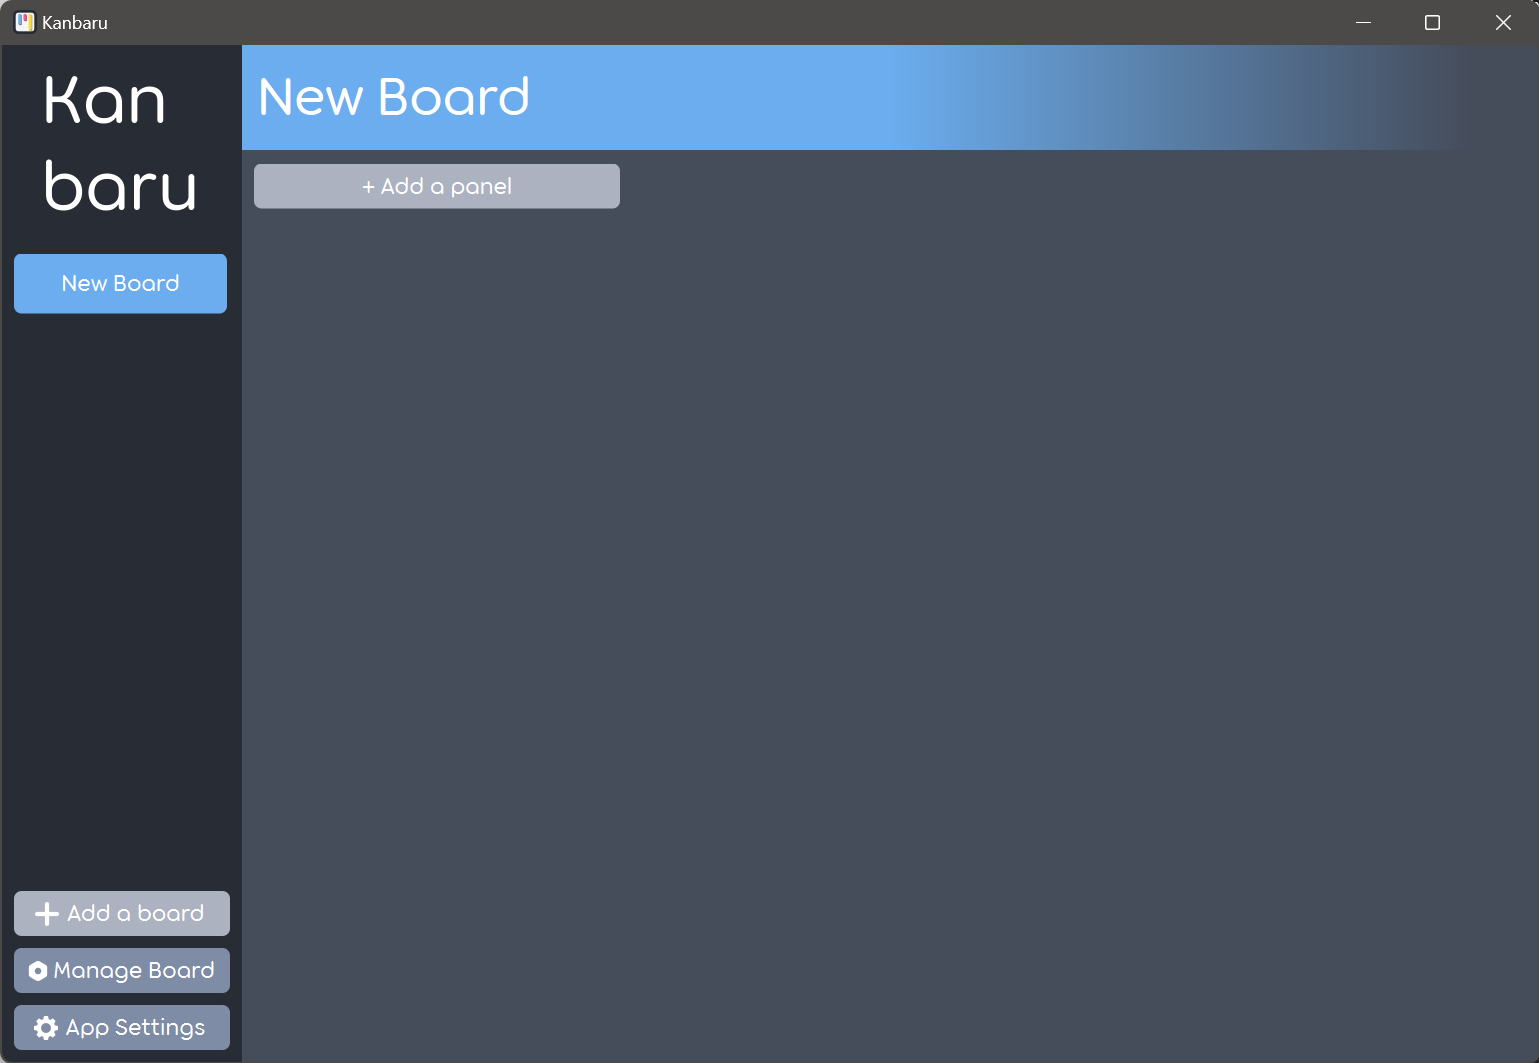 Kanbaru
Kan
baru
New Board
New Board
+ Add a panel
Add a board
Manage Board
App Settings